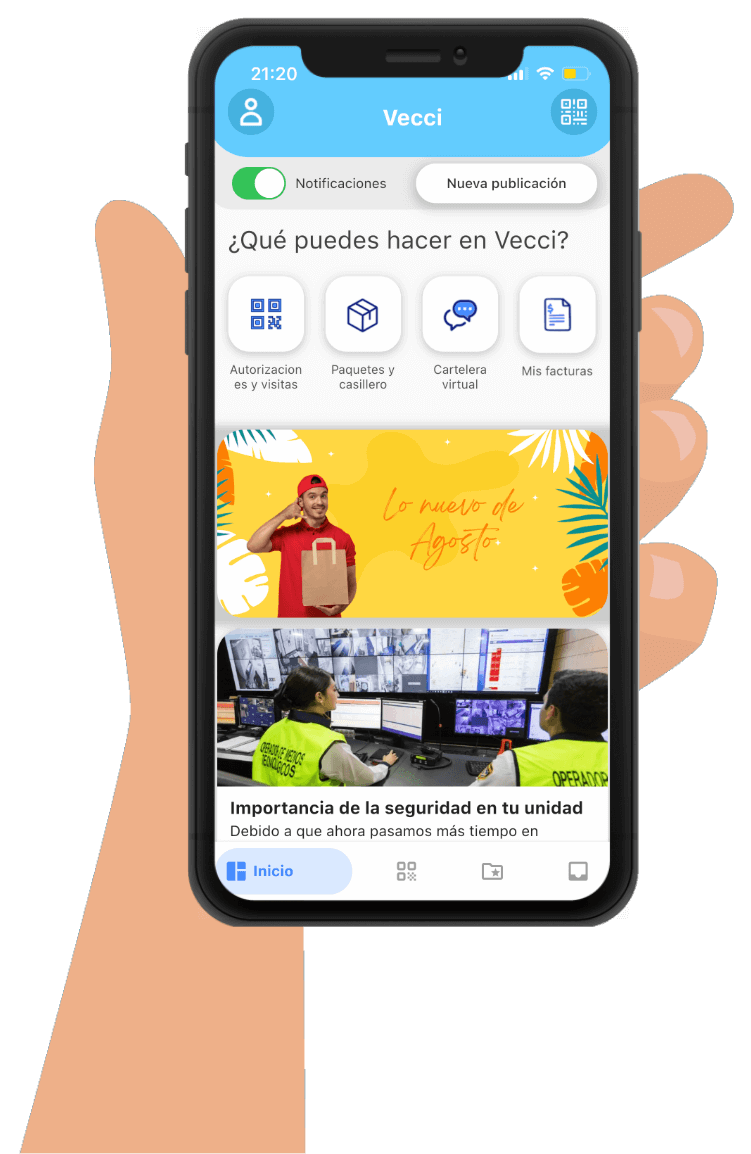 21:20
Vecci
Notificaciones
Nueva publicación
¿Qué puedes hacer en Vecci?
Autorizacion
es y visitas
Paquetes y
casillero
Cartelera
virtual
Mis facturas
Lo nuevo de
Agosto
OPERADOR DE MEDIOS
TECNOLÓGICOS
OPERADOR
Importancia de la seguridad en tu unidad
Debido a que ahora pasamos más tiempo en
Inicio